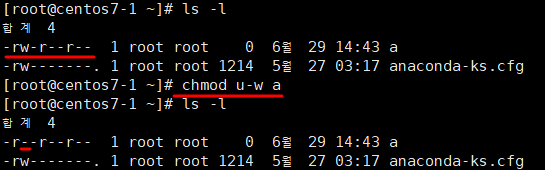 [root@centos7-1 ~]# ls -l
합계 4
-rw-r--r-- 1 root root 0 6월 29 14:43 a
-rw-------. 1 root root 1214 5월 27 03:17 anaconda-ks.cfg
[root@centos7-1 ~]# chmod u-w a
[root@centos7-1 ~]# ls -l
합계 4
-r--r--r-- 1 root root 0 6월 29 14:43 a
-rw-------. 1 root root 1214 5월 27 03:17 anaconda-ks.cfg